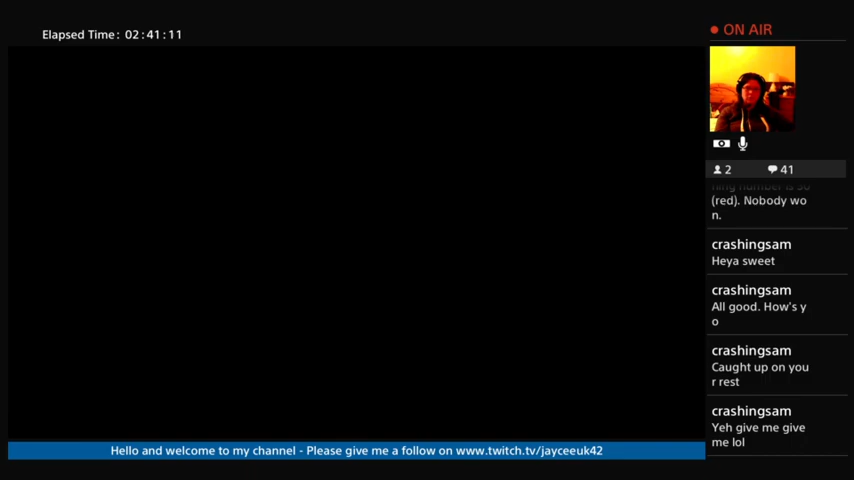 Elapsed Time: 02:41:11
ON AIR
2 41
(red). Nobody wo
n.
crashingsam
Heya sweet
crashingsam
All good. How's y
o
crashingsam
Caught up on you
r rest
crashingsam
Yeh give me give
me lol
Hello and welcome to my channel - Please give me a follow on www.twitch.tv/jayceeuk42